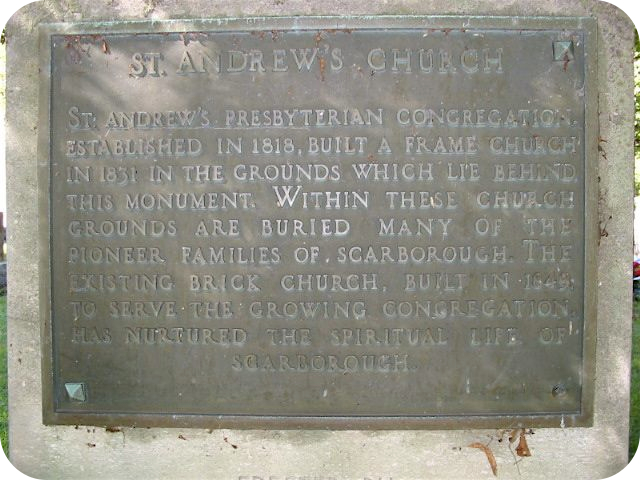 ST. ANDREW'S CHURCH
ST. ANDREW'S PRESBYTERIAN CONGREGATION,
ESTABLISHED IN 1818, BUILT A FRAME CHURCH
IN 1831 IN THE GROUNDS WHICH LIE BEHIND
THIS MONUMENT. WITHIN THESE CHURCH
GROUNDS ARE BURIED MANY OF THE
PIONEER FAMILIES OF SCARBOROUGH. THE
EXISTING BRICK CHURCH, BUILT IN 1849,
TO SERVE THE GROWING CONGREGATION,
HAS NURTURED THE SPIRITUAL LIFE OF
SCARBOROUGH.